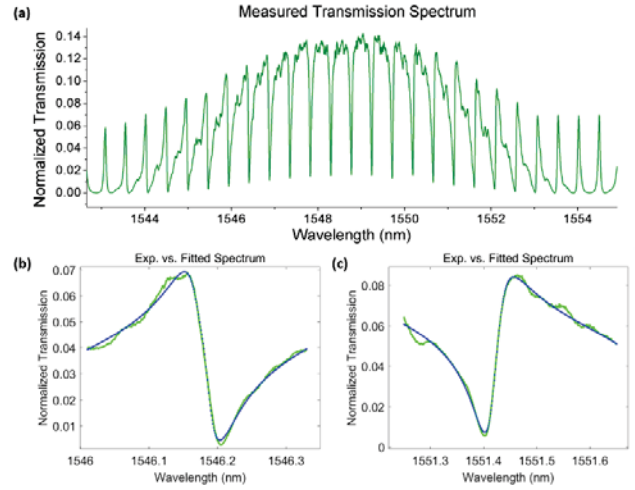 (a)
Measured Transmission Spectrum
Normalized Transmission
0.14
0.12
0.10
0.08
0.06
0.04
0.02
0.00
1544 1546 1548 1550 1552 1554
Wavelength (nm)
(b)
Exp. vs. Fitted Spectrum
Normalized Transmission
0.07
0.06
0.05
0.04
0.03
0.02
0.01
1546 1546.1 1546.2 1546.3
Wavelength (nm)
(c)
Exp. vs. Fitted Spectrum
Normalized Transmission
0.08
0.06
0.04
0.02
0
1551.3 1551.4 1551.5 1551.6
Wavelength (nm)